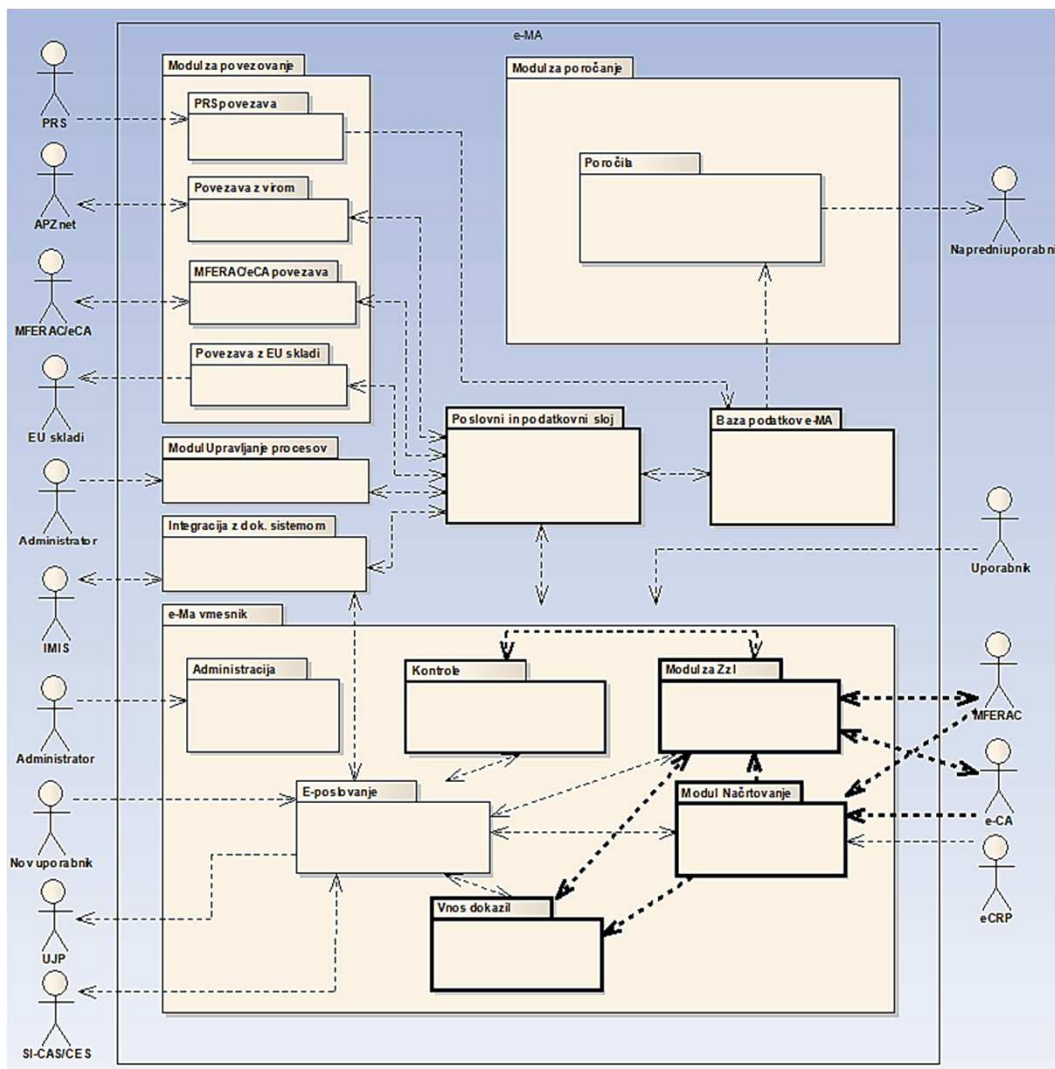 e-MA
Modul za povezovanje
Modul za poročanje
PRS povezava
PRS
Poročila
Povezava z virom
APZnet
Napredni uporabnik
MFERAC/eCA povezava
MFERAC/eCA
Povezava z EU skladi
EU skladi
Poslovni in podatkovni sloj
Baza podatkov e-MA
Modul Upravljanje procesov
Administrator
Integracija z dok. sistemom
Uporabnik
IMIS
e-Ma vmesnik
Administracija
Kontrole
Modul za ZzI
MFERAC
Administrator
E-poslovanje
Modul Načrtovanje
e-CA
Nov uporabnik
Vnos dokazil
eCRP
UJP
SI-CAS/CES